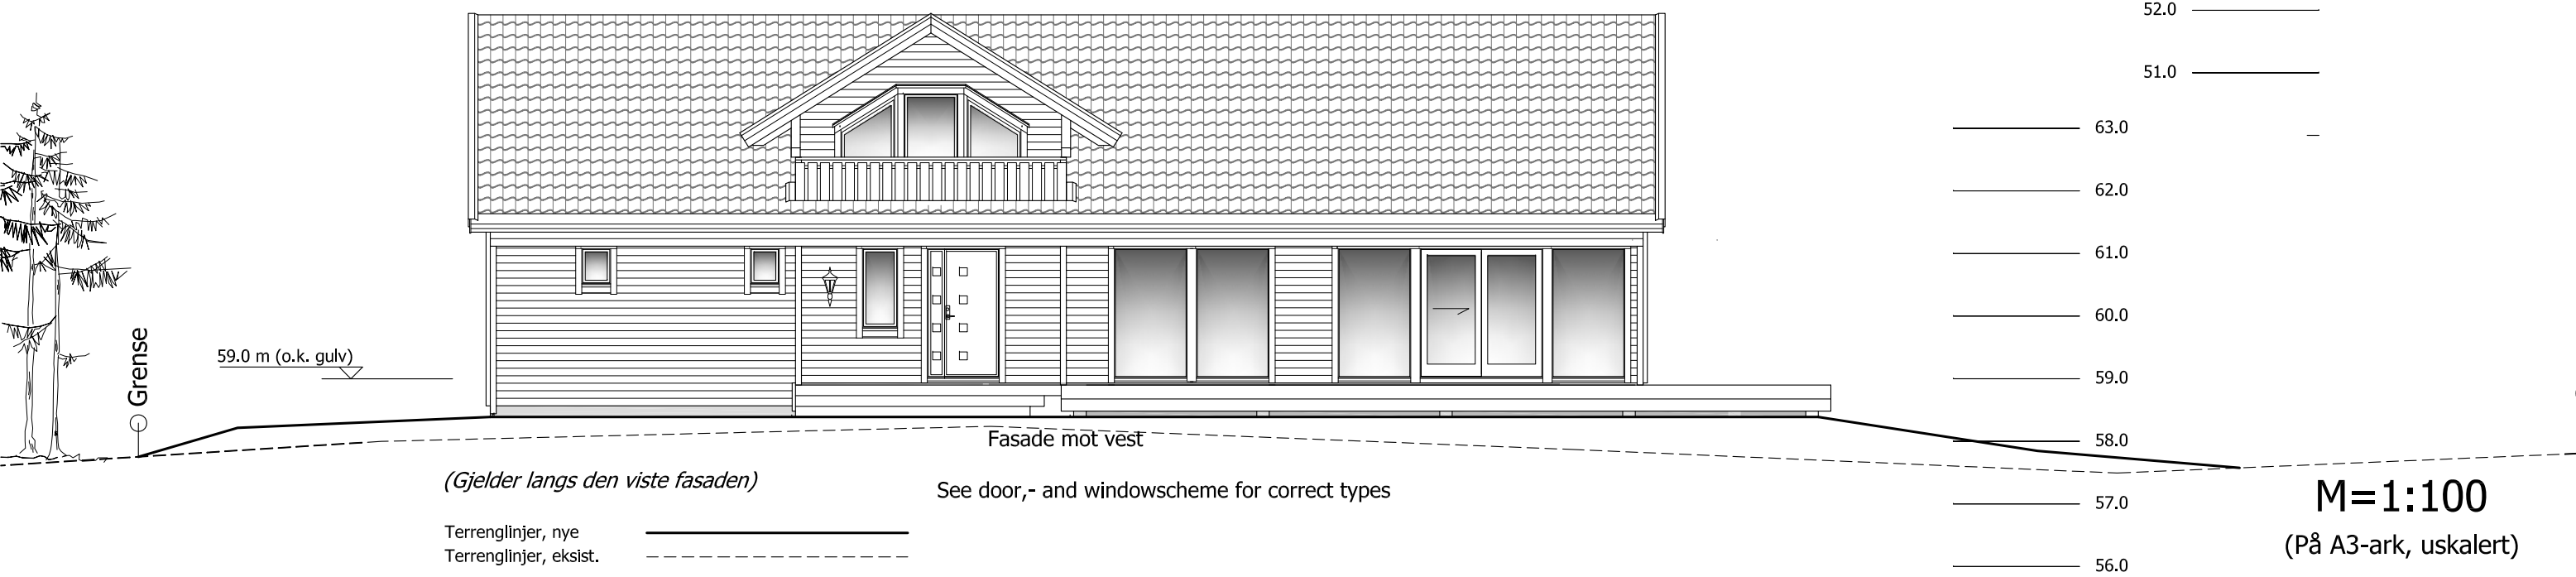 52.0
51.0
63.0
62.0
61.0
60.0
59.0
58.0
57.0
56.0
Grense
59.0 m (o.k. gulv)
Fasade mot vest
(Gjelder langs den viste fasaden)
See door,- and windowscheme for correct types
Terrenglinjer, nye
Terrenglinjer, eksist.
M=1:100
(På A3-ark, uskalert)